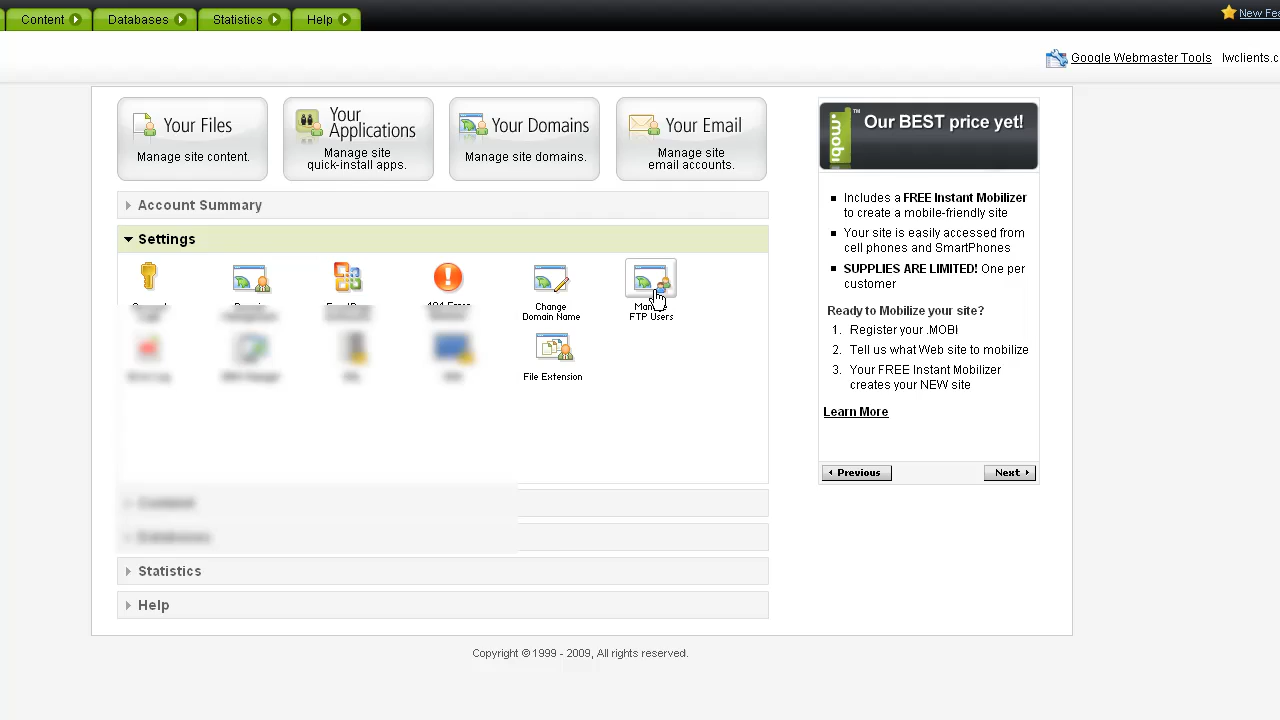 Content
Databases
Statistics
Help
New Fea
Google Webmaster Tools
lwclients.c
Your Files
Manage site content.
Your
Applications
Manage site
quick-install apps.
Your Domains
Manage site
Your Email
Manage site
email accounts.
.mobi™
Our BEST price yet!
Account Summary
Settings
Change
Domain Name
FTP Users
File Extension
Includes a FREE Instant Mobilizer
to create a mobile-friendly site
Your site is easily accessed from
cell phones and SmartPhones
SUPPLIES ARE LIMITED! One per
customer
Ready to Mobilize your site?
1. Register your .MOBI
2. Tell us what Web site to mobilize
3. Your FREE Instant Mobilizer
creates your NEW site
Learn More
Previous
Next
Content
Databases
Statistics
Help
Copyright © 1999 - 2009, All rights reserved.